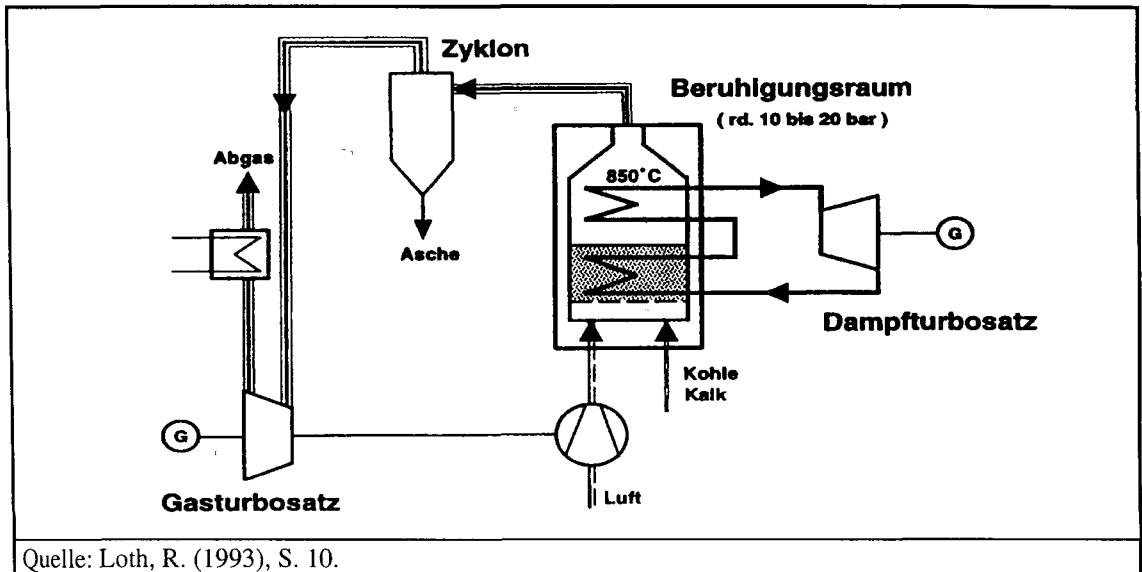 Zyklon
Beruhigungsraum
( rd. 10 bis 20 bar )
Abgas
850°C
Asche
G
Dampfturbosatz
Kohle
Kalk
G
Gasturbosatz
Luft
Quelle: Loth, R. (1993), S. 10.